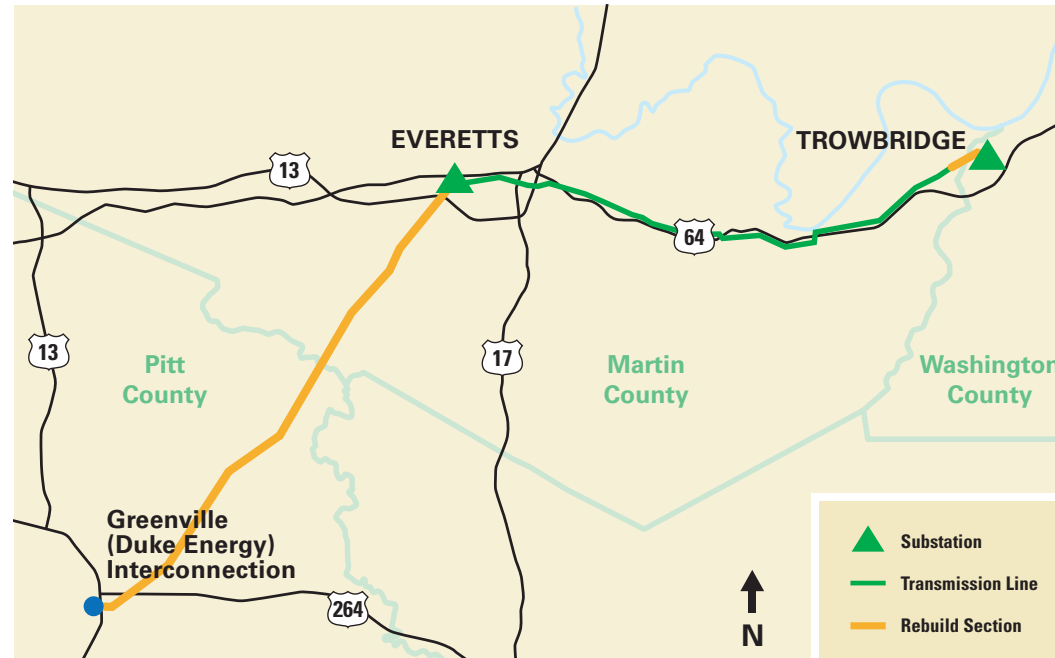 EVERETTS
TROWBRIDGE
13
64
13
17
Pitt
County
Martin
County
Washington
County
Greenville
(Duke Energy)
Interconnection
264
N
Substation
Transmission Line
Rebuild Section